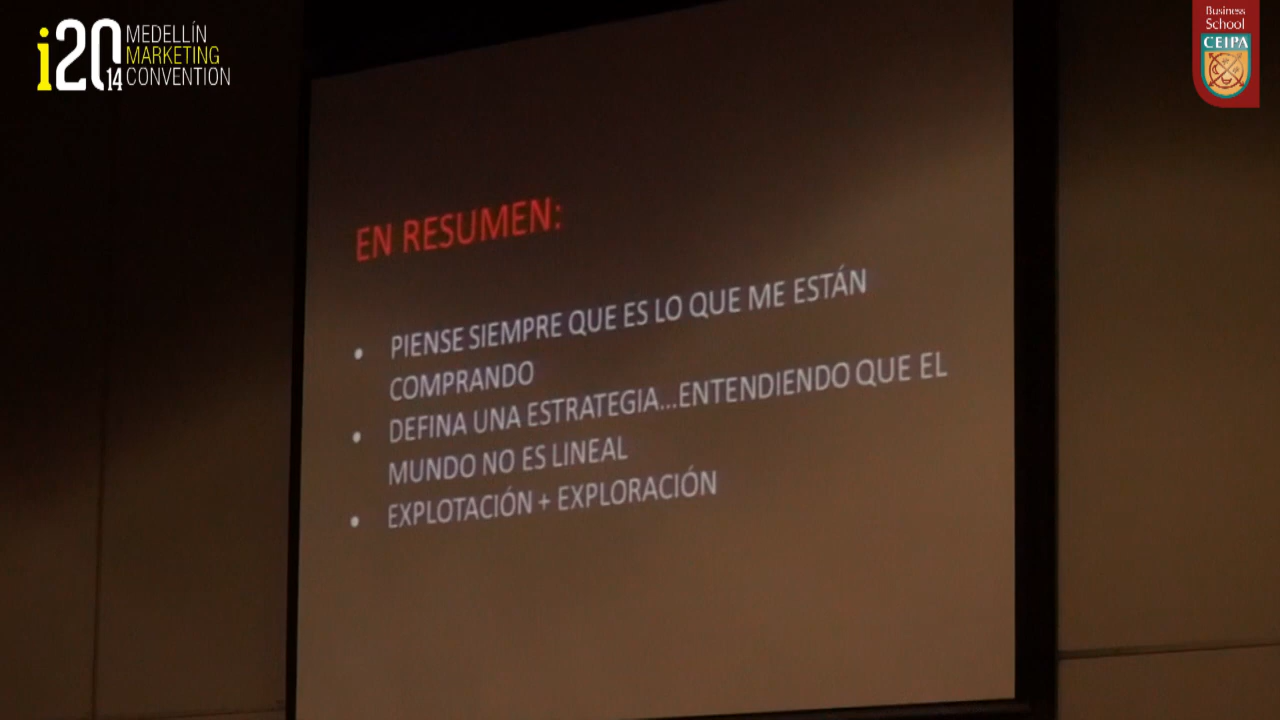 i2014 MEDELLÍN
MARKETING
CONVENTION
Business
School
CEIPA
EN RESUMEN:
• PIENSE SIEMPRE QUE ES LO QUE ME ESTÁN
COMPRANDO
• DEFINA UNA ESTRATEGIA...ENTENDIENDO QUE EL
MUNDO NO ES LINEAL
• EXPLOTACIÓN + EXPLORACIÓN